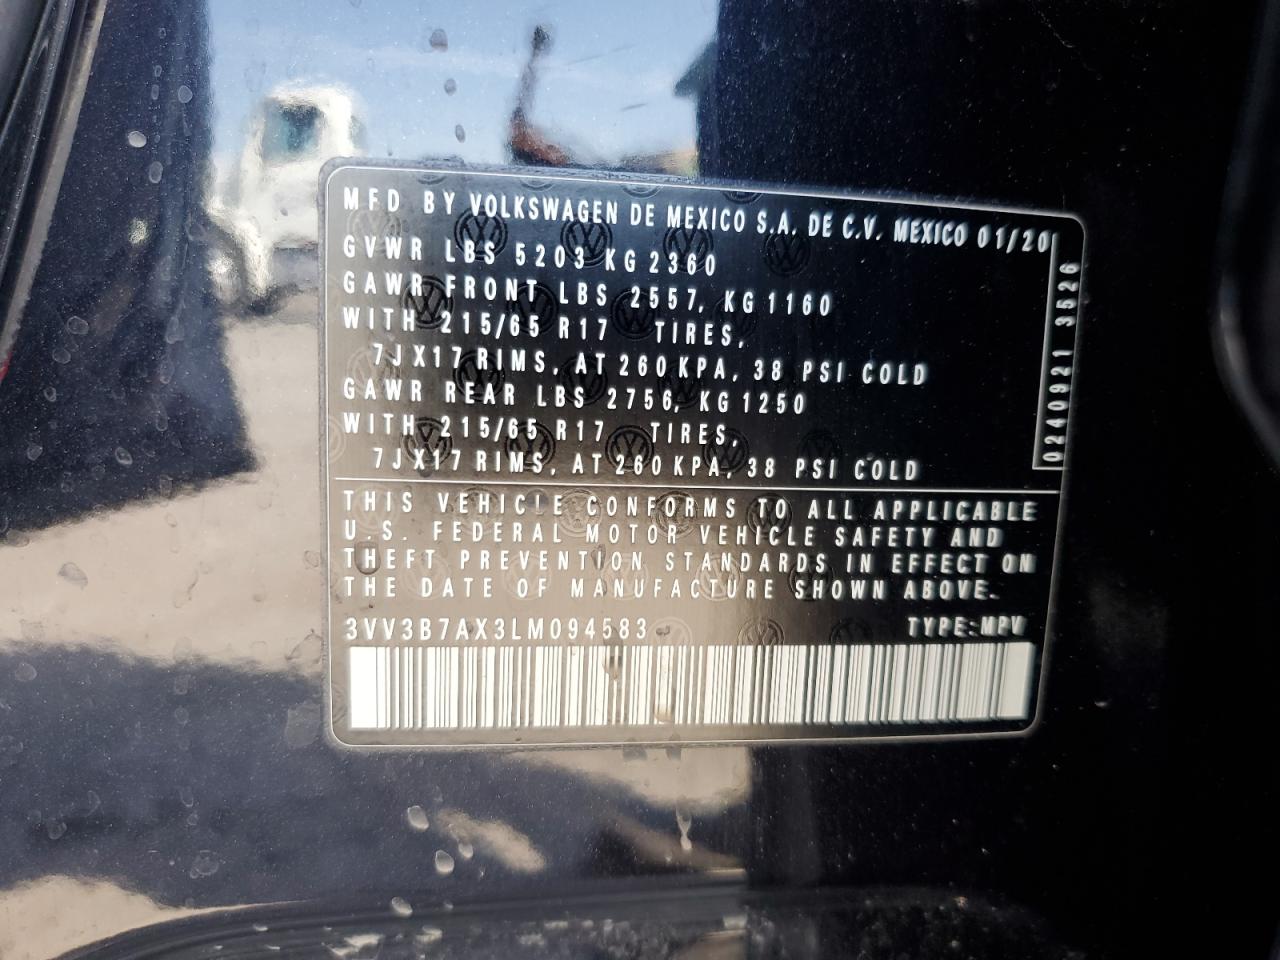 MFD BY VOLKSWAGEN DE MEXICO S.A. DE C.V. MEXICO 01/20
GVWR LBS 5203 KG 2360
GAWR FRONT LBS 2557, KG 1160
WITH 215/65 R17 TIRES,
7JX17 RIMS, AT 260 KPA, 38 PSI COLD
GAWR REAR LBS 2756, KG 1250
WITH 215/65 R17 TIRES,
7JX17 RIMS, AT 260 KPA, 38 PSI COLD
0240921 3526
THIS VEHICLE CONFORMS TO ALL APPLICABLE
U.S. FEDERAL MOTOR VEHICLE SAFETY AND
THEFT PREVENTION STANDARDS IN EFFECT ON
THE DATE OF MANUFACTURE SHOWN ABOVE.
3VV3B7AX3LM094583 TYPE:MPV